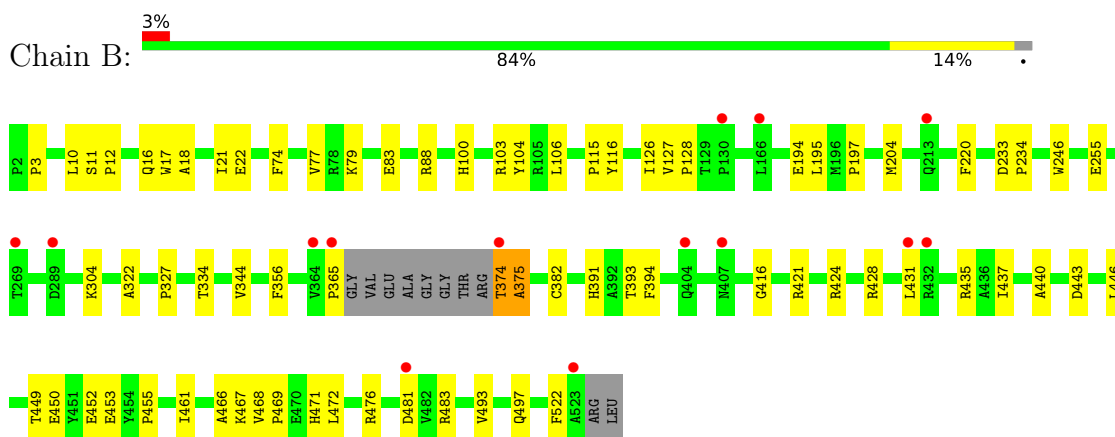 3%
Chain B:
84%
14%
P2 P3 L10 S11 P12 Q16 W17 A18 I21 E22 F74 V77 R78 K79 E83 R88 H100 R103 Y104 R105 L106 P115 Y116 I126 V127 P128 T129 P130 L166 E194 L195 M196 P197 M204 Q213 F220 D233 P234 W246 E255
T269 D289 K304 A322 P327 T334 V344 F356 V364 P365 GLY VAL GLU ALA GLY GLY THR ARG T374 A375 C382 H391 A392 T393 F394 Q404 N407 G416 R421 R424 R428 L431 R432 R435 A436 I437 A440 D443
T449 E450 Y451 E452 E453 Y454 P455 I461 A466 K467 V468 P469 E470 H471 L472 R476 D481 V482 R483 V493 Q497 F522 A523 ARG LEU